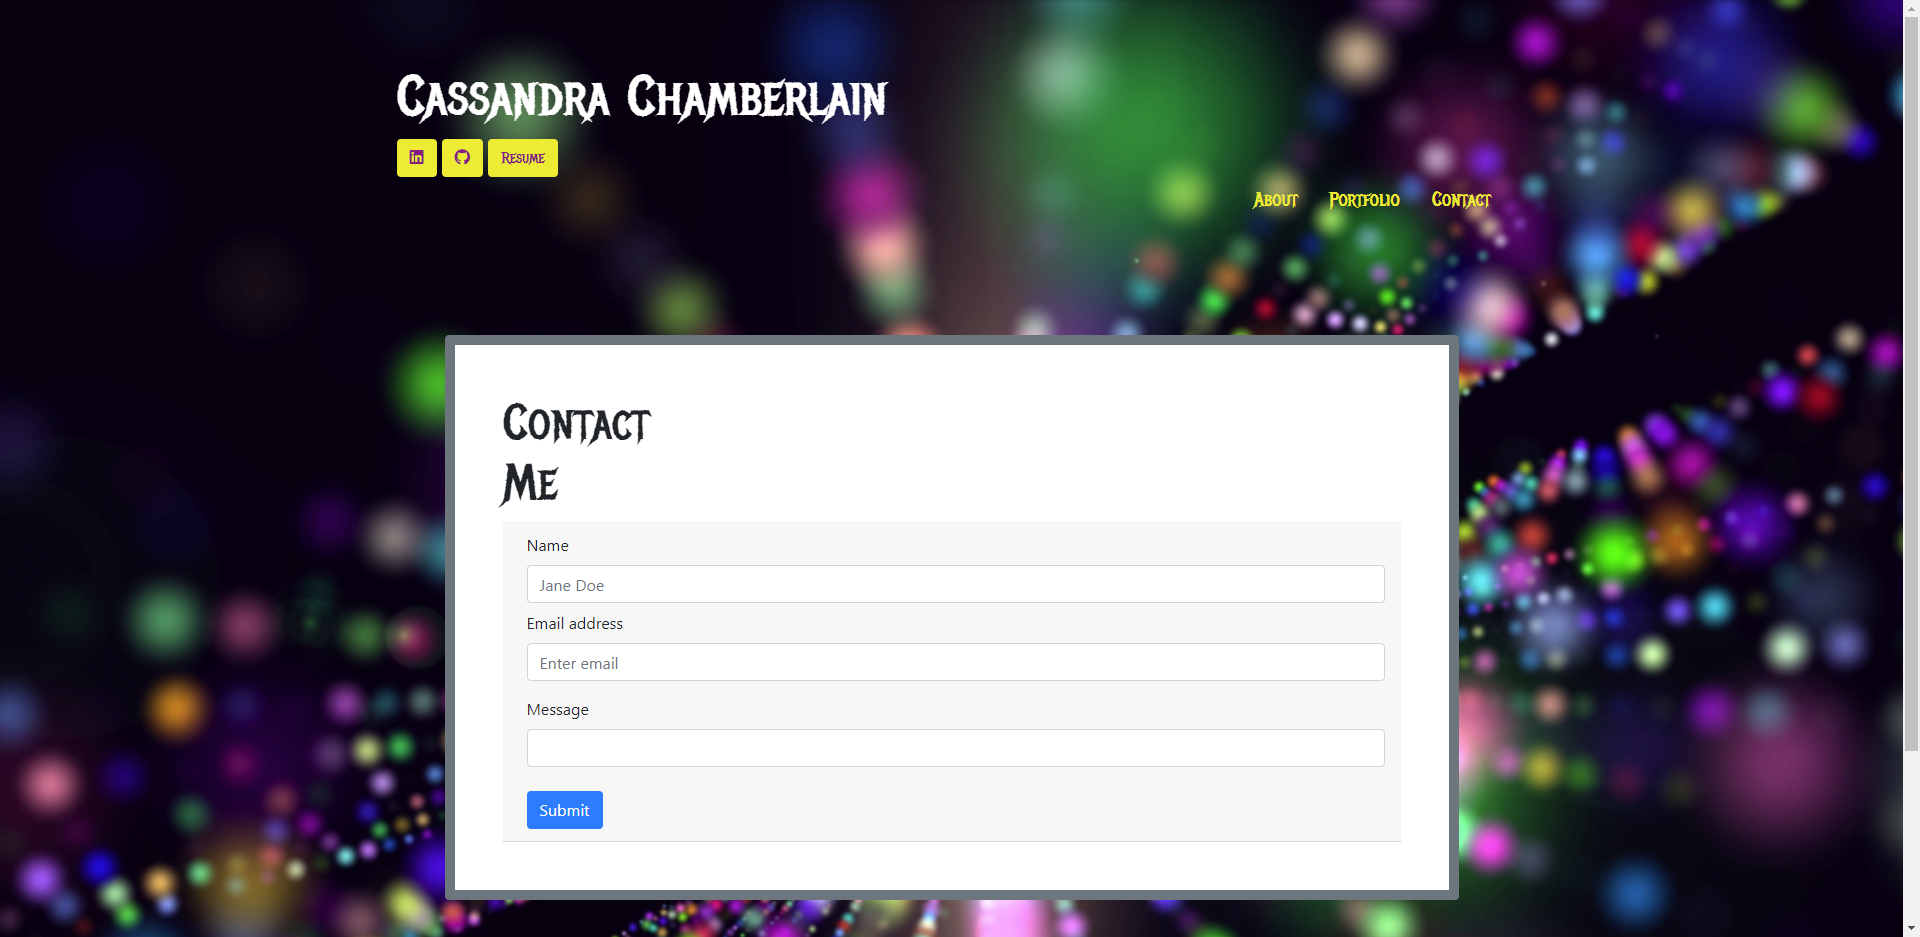 Cassandra Chamberlain
Resume
About Portfolio Contact
Contact
Me
Name
Jane Doe
Email address
Enter email
Message
Submit